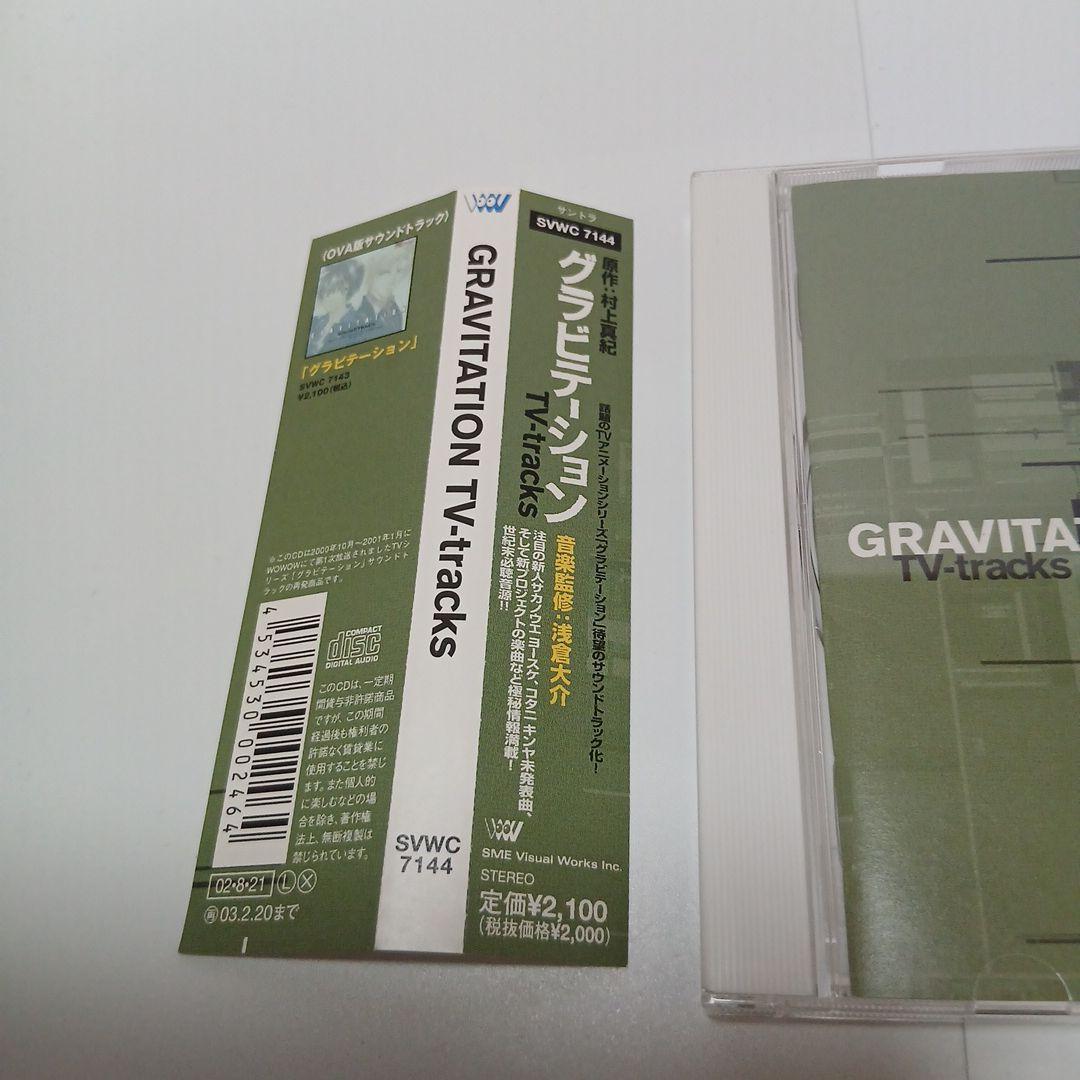 〈OVA版サウンドトラック〉
「グラビテーション」
SVWC 7143
¥2,100(税込)
※このCDは2000年10月〜2001年1月に
WOWOWにて第1次放送されましたTVシ
リーズ「グラビテーション」サウンドト
ラックの再発商品です。
4 534530 002464
COMPACT
disc
DIGITAL AUDIO
このCDは、一定期
間貸与非許諾商品
ですが、この期間
経過後も権利者の
許諾なく賃貸業に
使用することを禁じ
ます。また個人的
に楽しむなどの場
合を除き、著作権
法上、無断複製は
禁じられています。
02・8・21 L X
再 03.2.20まで
GRAVITATION TV-tracks
SVWC
7144
サントラ
SVWC 7144
原作:村上真紀
グラビテーション
TV-tracks
話題のTVアニメーションシリーズ「グラビテーション」待望のサウンドトラック化!
音楽監修:浅倉大介
注目の新人サカノウエ ヨースケ、コタニ キンヤ未発表曲、
そして新プロジェクトの楽曲など極秘情報満載!
世紀末必聴音源!!
SME Visual Works Inc.
STEREO
定価¥2,100
(税抜価格¥2,000)
GRAVITA
TV-tracks